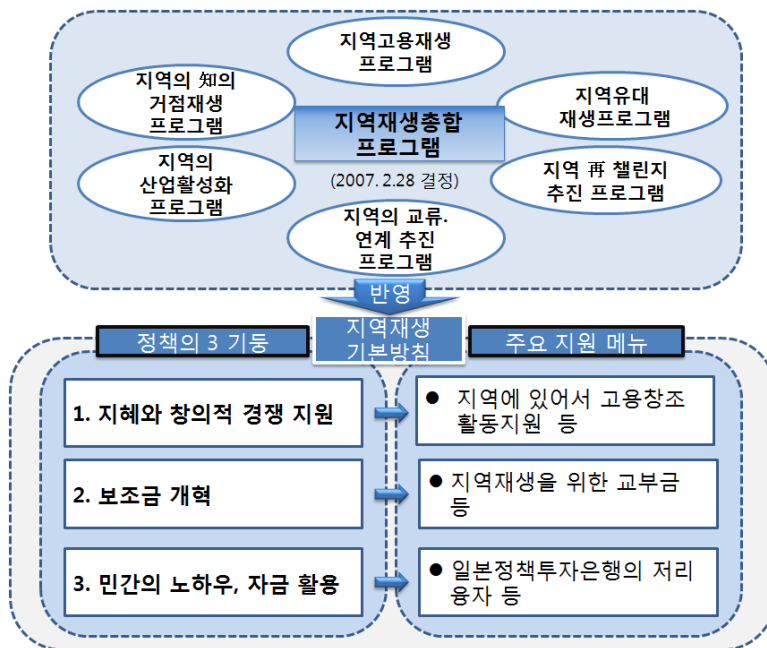 지역고용재생
프로그램
지역의 知의
거점재생
프로그램
지역유대
재생프로그램
지역재생총합
프로그램
(2007. 2.28 결정)
지역의
산업활성화
프로그램
지역 再 챌린지
추진 프로그램
지역의 교류.
연계 추진
프로그램
반영
지역재생
기본방침
정책의 3 기둥
주요 지원 메뉴
1. 지혜와 창의적 경쟁 지원
● 지역에 있어서 고용창조
활동지원 등
2. 보조금 개혁
● 지역재생을 위한 교부금
등
3. 민간의 노하우, 자금 활용
● 일본정책투자은행의 저리
융자 등